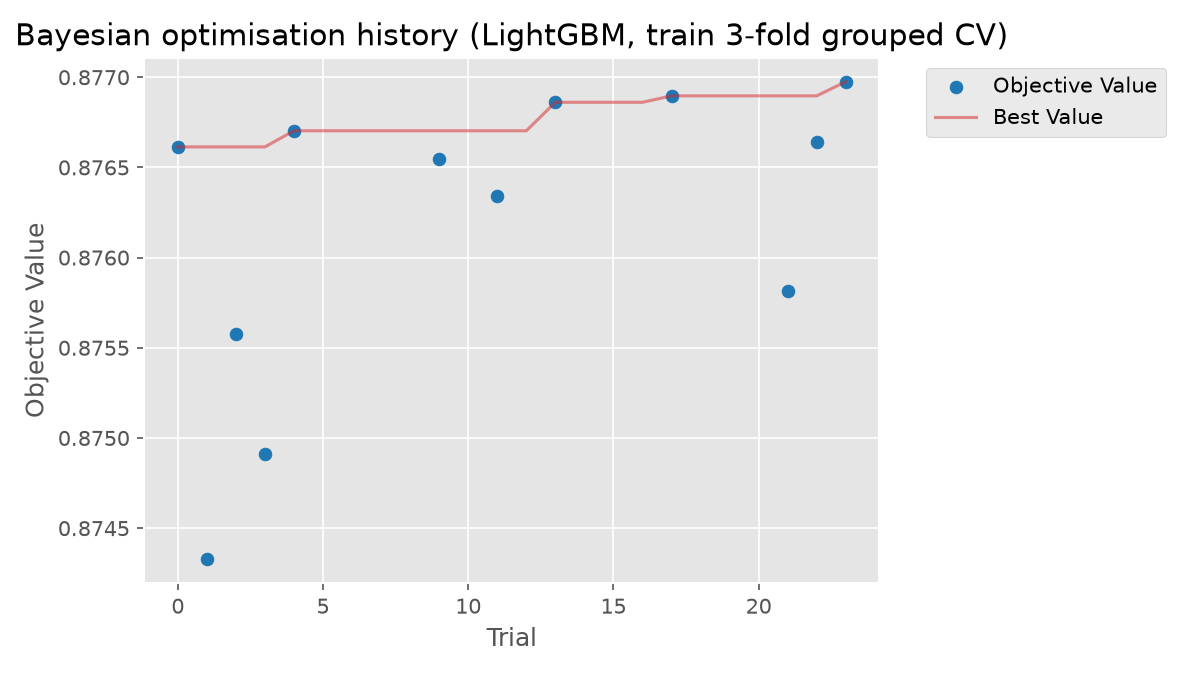 Bayesian optimisation history (LightGBM, train 3-fold grouped CV)
Objective Value
Best Value
0.8770
0.8765
0.8760
0.8755
0.8750
0.8745
Objective Value
0 5 10 15 20
Trial